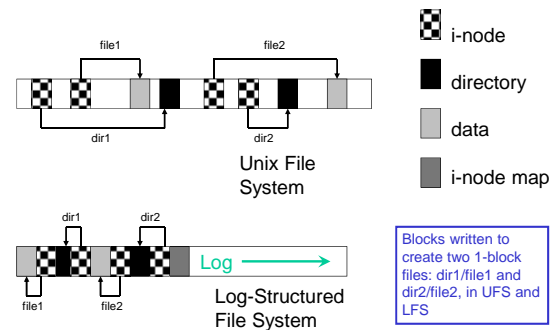 file1
file2
dir1
dir2
Unix File
System
i-node
directory
data
i-node map
dir1
dir2
Log
file1
file2
Log-Structured
File System
Blocks written to
create two 1-block
files: dir1/file1 and
dir2/file2, in UFS and
LFS